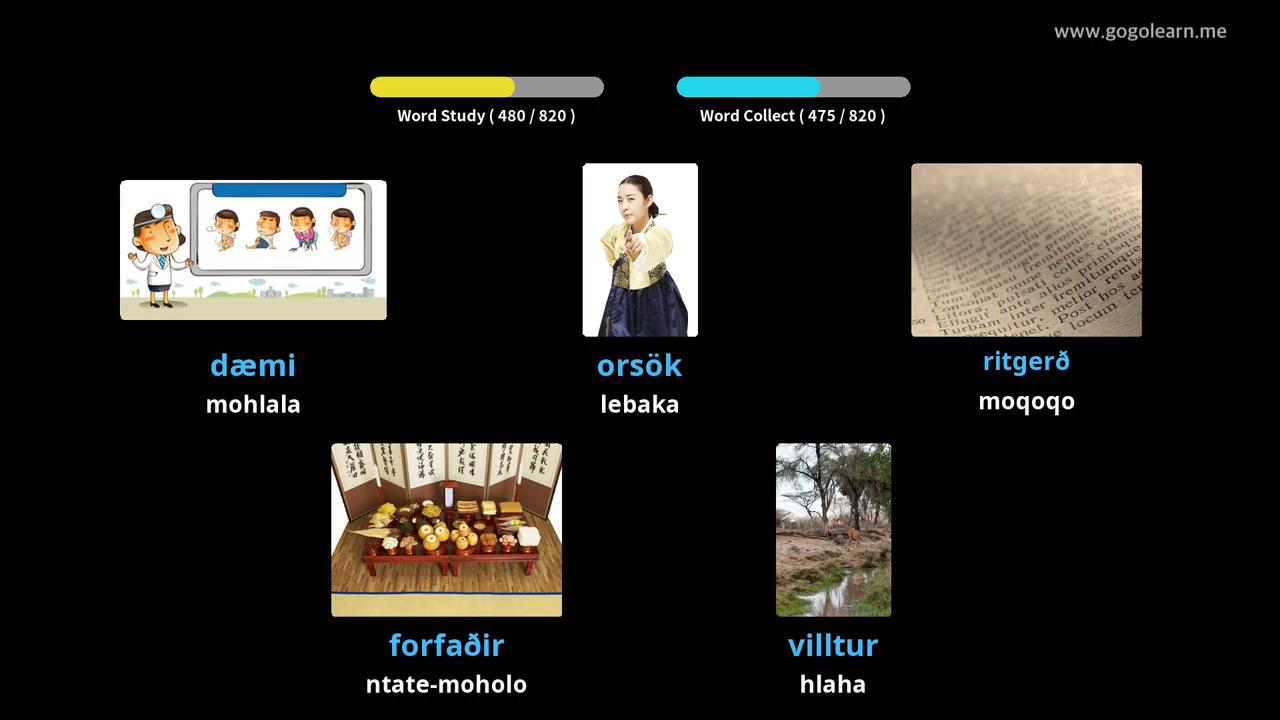 www.gogolearn.me
Word Study ( 480 / 820 )
Word Collect ( 475 / 820 )
dæmi
mohlala
orsök
lebaka
ritgerð
moqoqo
forfaðir
ntate-moholo
villtur
hlaha